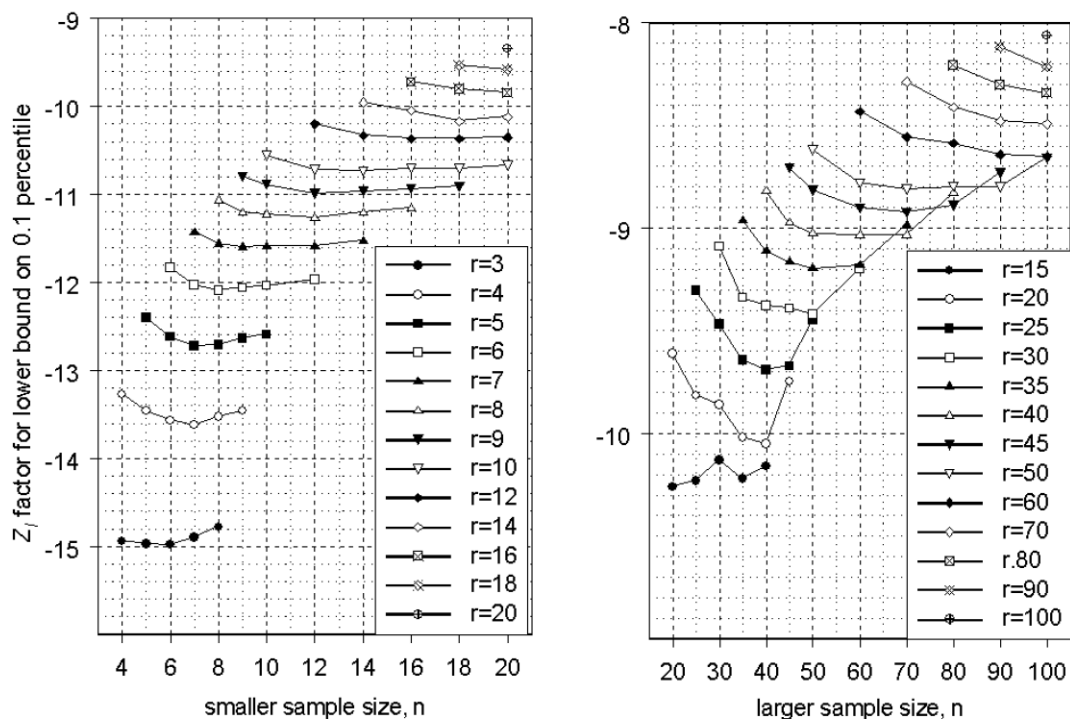 Z_l factor for lower bound on 0.1 percentile
-9
-10
-11
-12
-13
-14
-15
4 6 8 10 12 14 16 18 20
smaller sample size, n
r=3
r=4
r=5
r=6
r=7
r=8
r=9
r=10
r=12
r=14
r=16
r=18
r=20
-8
-9
-10
20 30 40 50 60 70 80 90 100
larger sample size, n
r=15
r=20
r=25
r=30
r=35
r=40
r=45
r=50
r=60
r=70
r.80
r=90
r=100